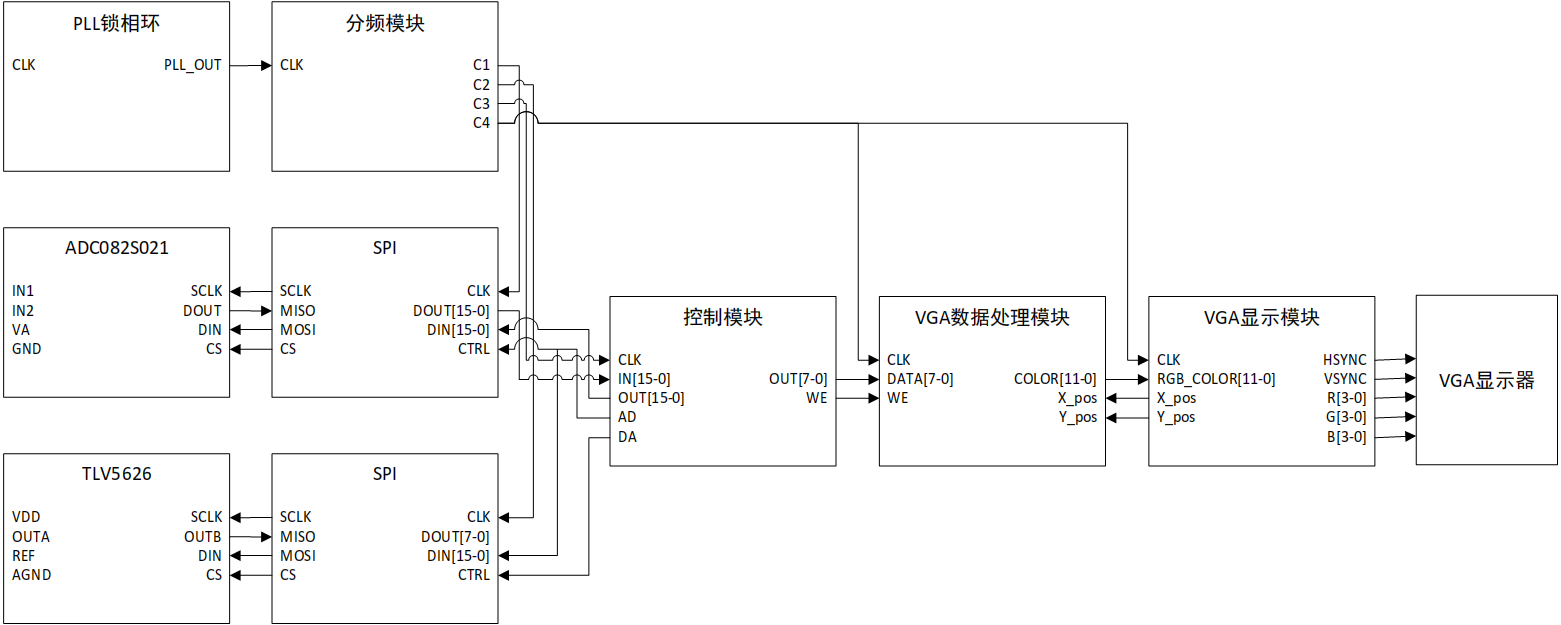 PLL锁相环
CLK
PLL_OUT
分频模块
CLK
C1
C2
C3
C4
ADC082S021
IN1
IN2
VA
GND
SCLK
DOUT
DIN
CS
SPI
SCLK
MISO
MOSI
CS
CLK
DOUT[15-0]
DIN[15-0]
CTRL
控制模块
CLK
IN[15-0]
OUT[15-0]
AD
DA
OUT[7-0]
WE
VGA数据处理模块
CLK
DATA[7-0]
WE
COLOR[11-0]
X_pos
Y_pos
VGA显示模块
CLK
RGB_COLOR[11-0]
X_pos
Y_pos
HSYNC
VSYNC
R[3-0]
G[3-0]
B[3-0]
VGA显示器
TLV5626
VDD
OUTA
REF
AGND
SCLK
OUTB
DIN
CS
SPI
SCLK
MISO
MOSI
CS
CLK
DOUT[7-0]
DIN[15-0]
CTRL